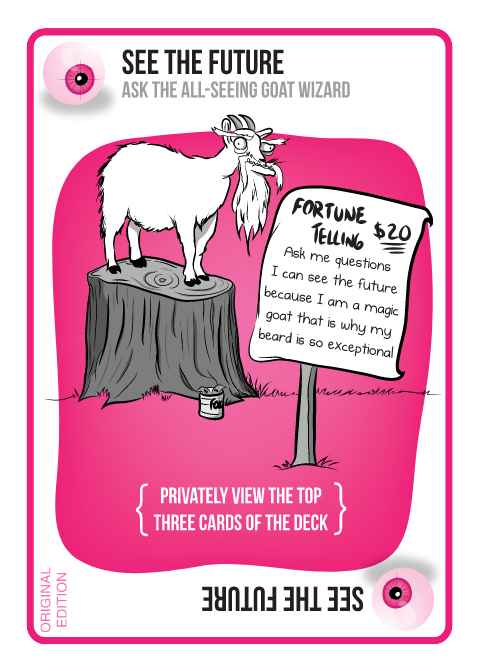 SEE THE FUTURE
ASK THE ALL-SEEING GOAT WIZARD
FORTUNE
TELLING $20
Ask me questions
I can see the future
because I am a magic
goat that is why my
beard is so exceptional
PRIVATELY VIEW THE TOP
THREE CARDS OF THE DECK
ORIGINAL
EDITION
SEE THE FUTURE